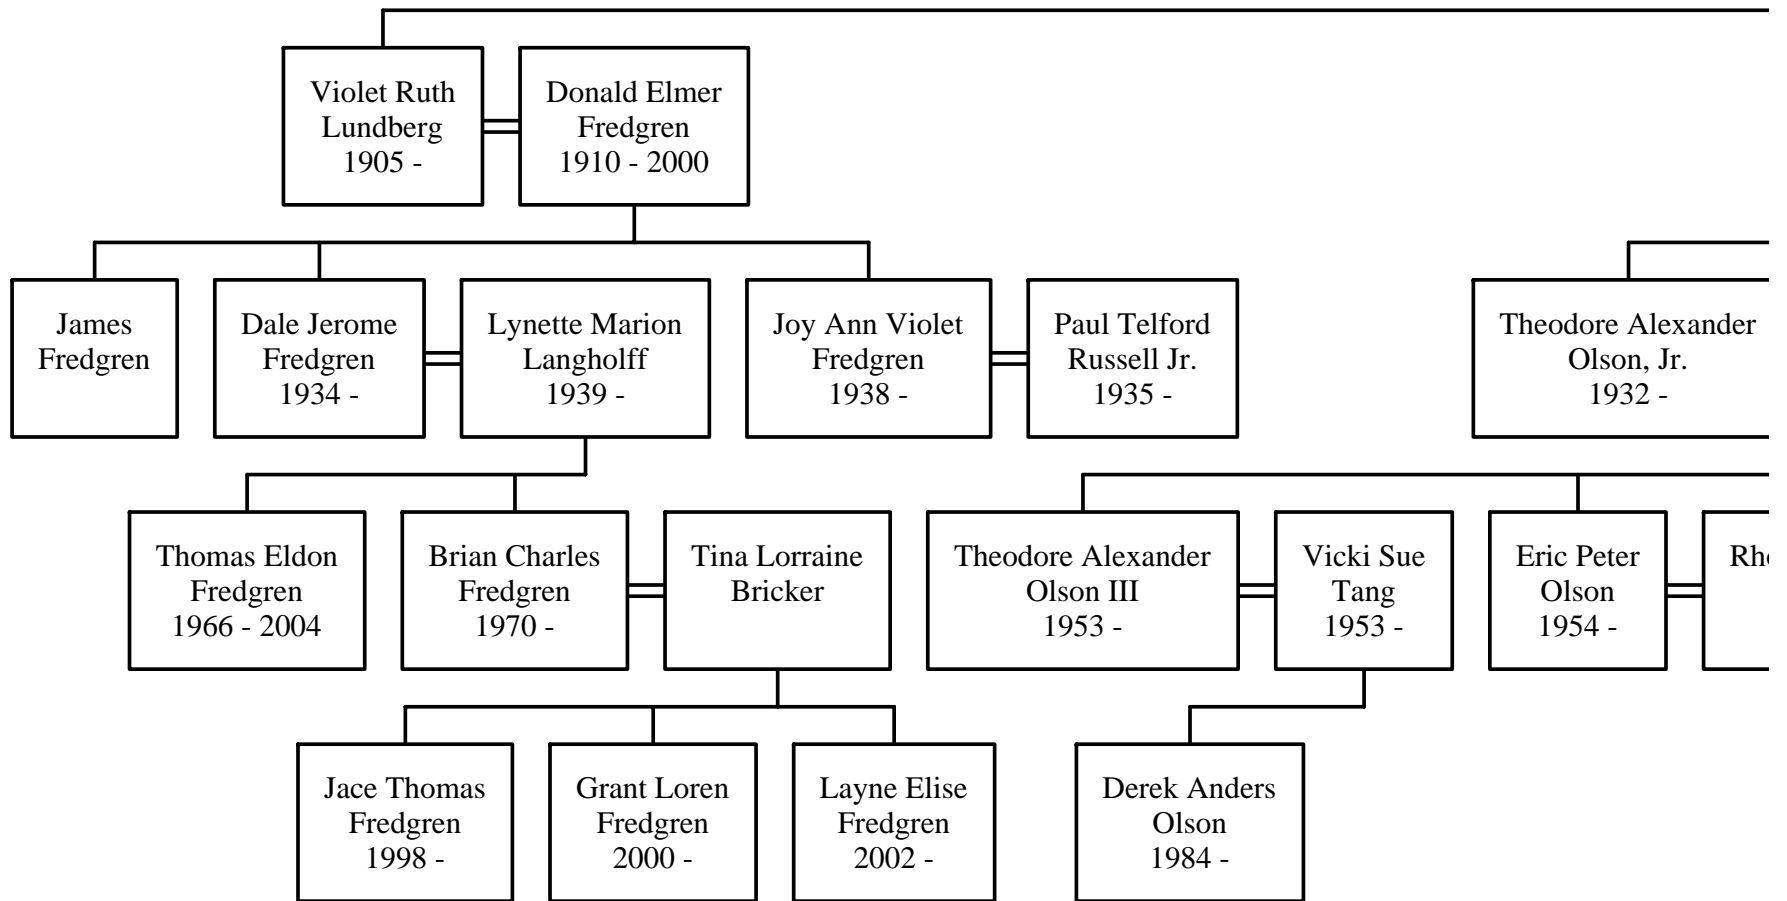 Violet Ruth
Lundberg
1905 -
Donald Elmer
Fredgren
1910 - 2000
James
Fredgren
Dale Jerome
Fredgren
1934 -
Lynette Marion
Langholff
1939 -
Joy Ann Violet
Fredgren
1938 -
Paul Telford
Russell Jr.
1935 -
Theodore Alexander
Olson, Jr.
1932 -
Thomas Eldon
Fredgren
1966 - 2004
Brian Charles
Fredgren
1970 -
Tina Lorraine
Bricker
Theodore Alexander
Olson III
1953 -
Vicki Sue
Tang
1953 -
Eric Peter
Olson
1954 -
Jace Thomas
Fredgren
1998 -
Grant Loren
Fredgren
2000 -
Layne Elise
Fredgren
2002 -
Derek Anders
Olson
1984 -